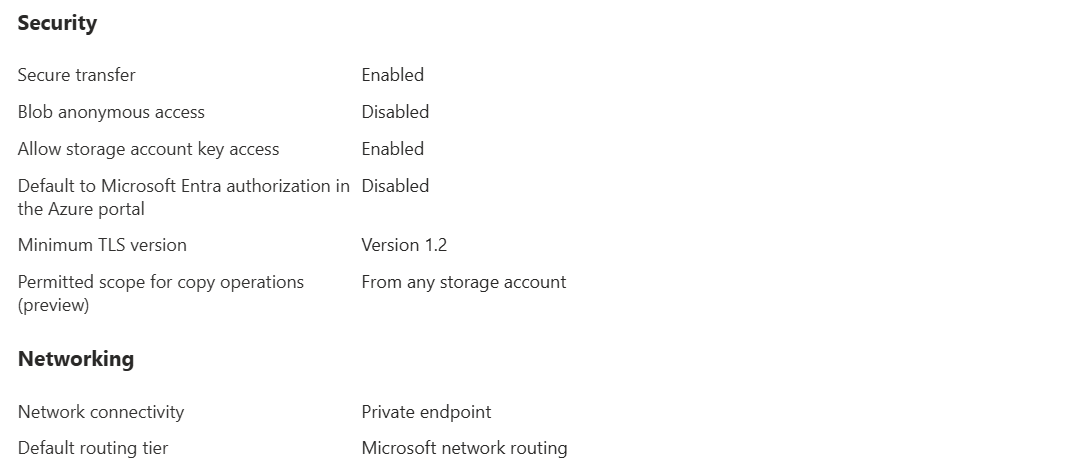 Security
Secure transfer Enabled
Blob anonymous access Disabled
Allow storage account key access Enabled
Default to Microsoft Entra authorization in Disabled
the Azure portal
Minimum TLS version Version 1.2
Permitted scope for copy operations From any storage account
(preview)
Networking
Network connectivity Private endpoint
Default routing tier Microsoft network routing